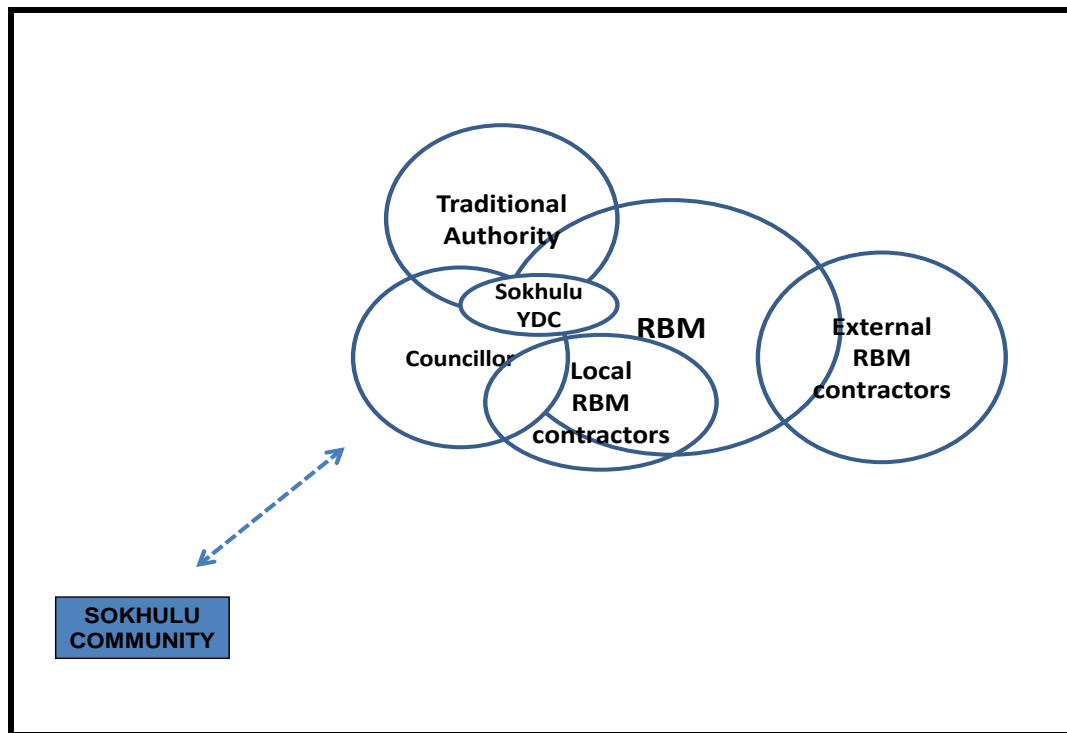 Traditional
Authority
Sokhulu
YDC
RBM
External
RBM
contractors
Councillor
Local
RBM
contractors
SOKHULU
COMMUNITY